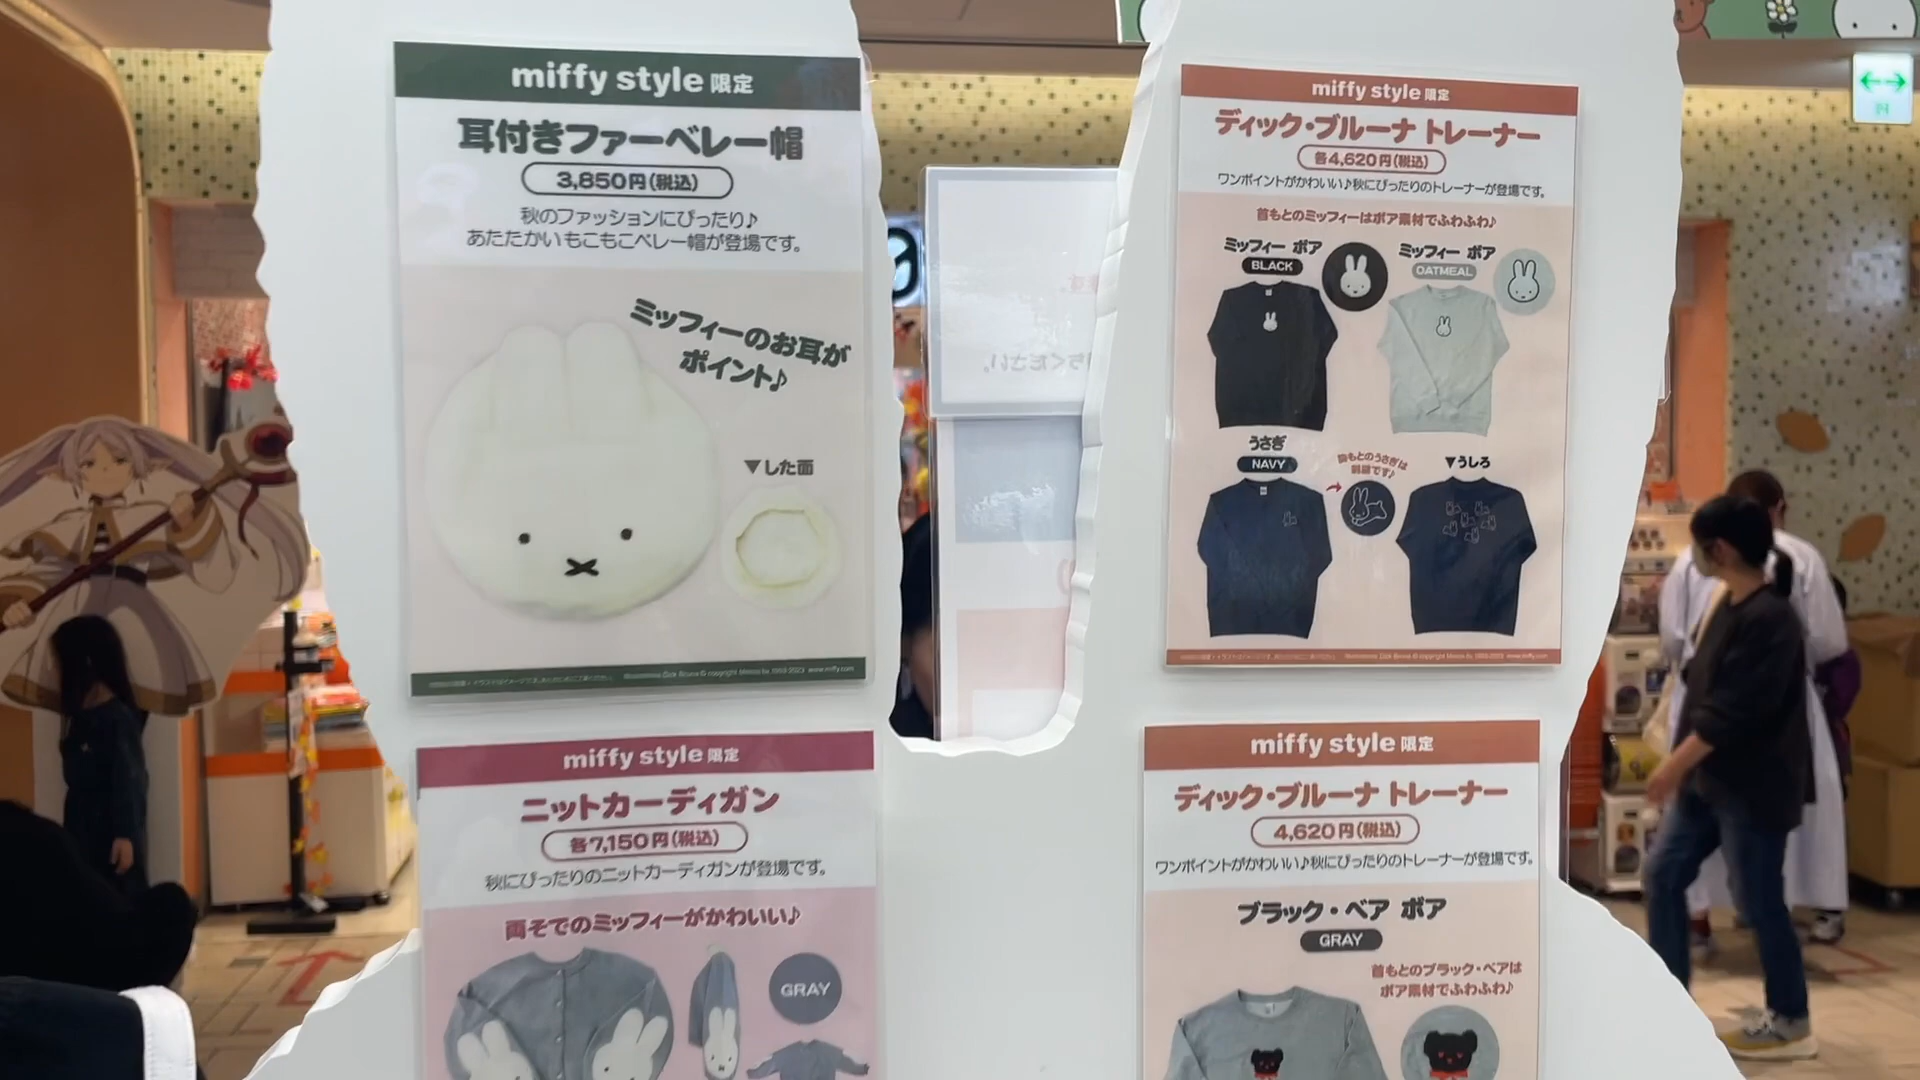 miffy style 限定
耳付きファーベレー帽
3,850円(税込)
秋のファッションにぴったり♪
あたたかいもこもこベレー帽が登場です。
ミッフィーのお耳が
ポイント♪
▼した面
miffy style 限定
ニットカーディガン
各7,150円(税込)
秋にぴったりのニットカーディガンが登場です。
両そでのミッフィーがかわいい♪
GRAY
miffy style 限定
ディック・ブルーナ トレーナー
各4,620円(税込)
ワンポイントがかわいい♪秋にぴったりのトレーナーが登場です。
首もとのミッフィーはボア素材でふわふわ♪
ミッフィー ボア
BLACK
ミッフィー ボア
OATMEAL
うさぎ
NAVY
胸もとのうさぎは
刺繍です♪
▼うしろ
miffy style 限定
ディック・ブルーナ トレーナー
4,620円(税込)
ワンポイントがかわいい♪秋にぴったりのトレーナーが登場です。
ブラック・ベア ボア
GRAY
首もとのブラック・ベアは
ボア素材でふわふわ♪